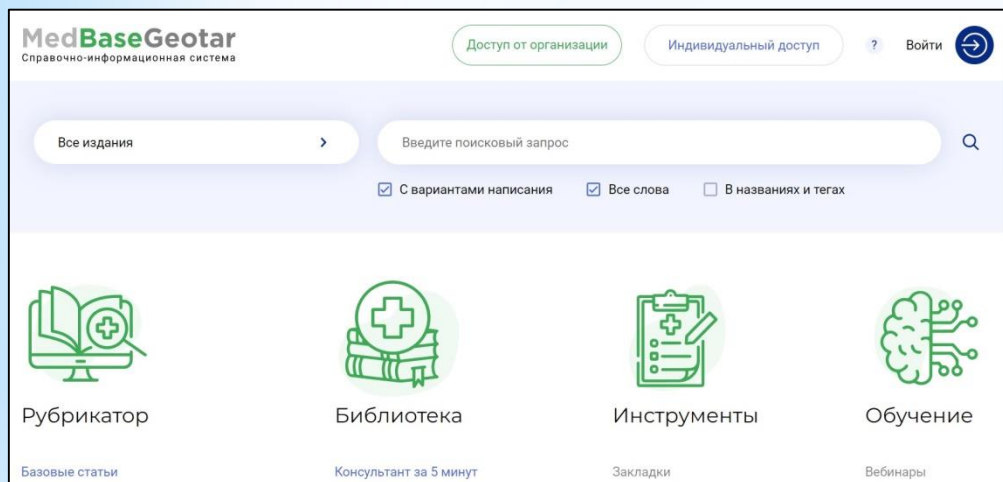 MedBaseGeotar
Справочно-информационная система
Доступ от организации
Индивидуальный доступ
?
Войти
Все издания
Введите поисковый запрос
С вариантами написания
Все слова
В названиях и тегах
Рубрикатор
Библиотека
Инструменты
Обучение
Базовые статьи
Консультант за 5 минут
Закладки
Вебинары